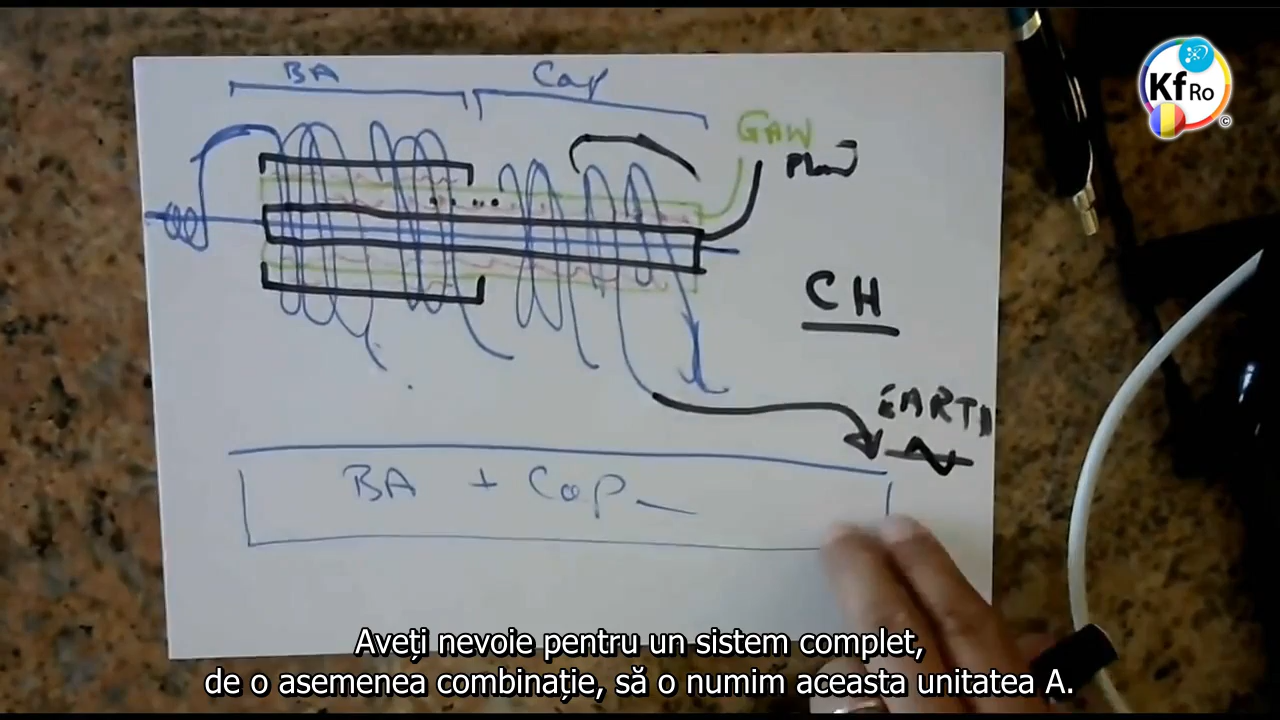 BA
Cap
GAW
Kf Ro
©
CH
EARTH
BA + Cap
Aveți nevoie pentru un sistem complet,
de o asemenea combinație, să o numim aceasta unitatea A.